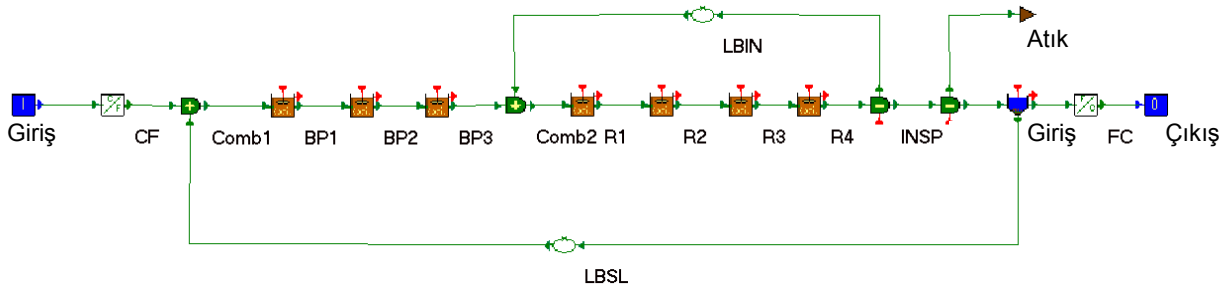 LBIN
Atık
Giriş
CF
Comb1
BP1
BP2
BP3
Comb2
R1
R2
R3
R4
INSP
Giriş
FC
Çıkış
LBSL